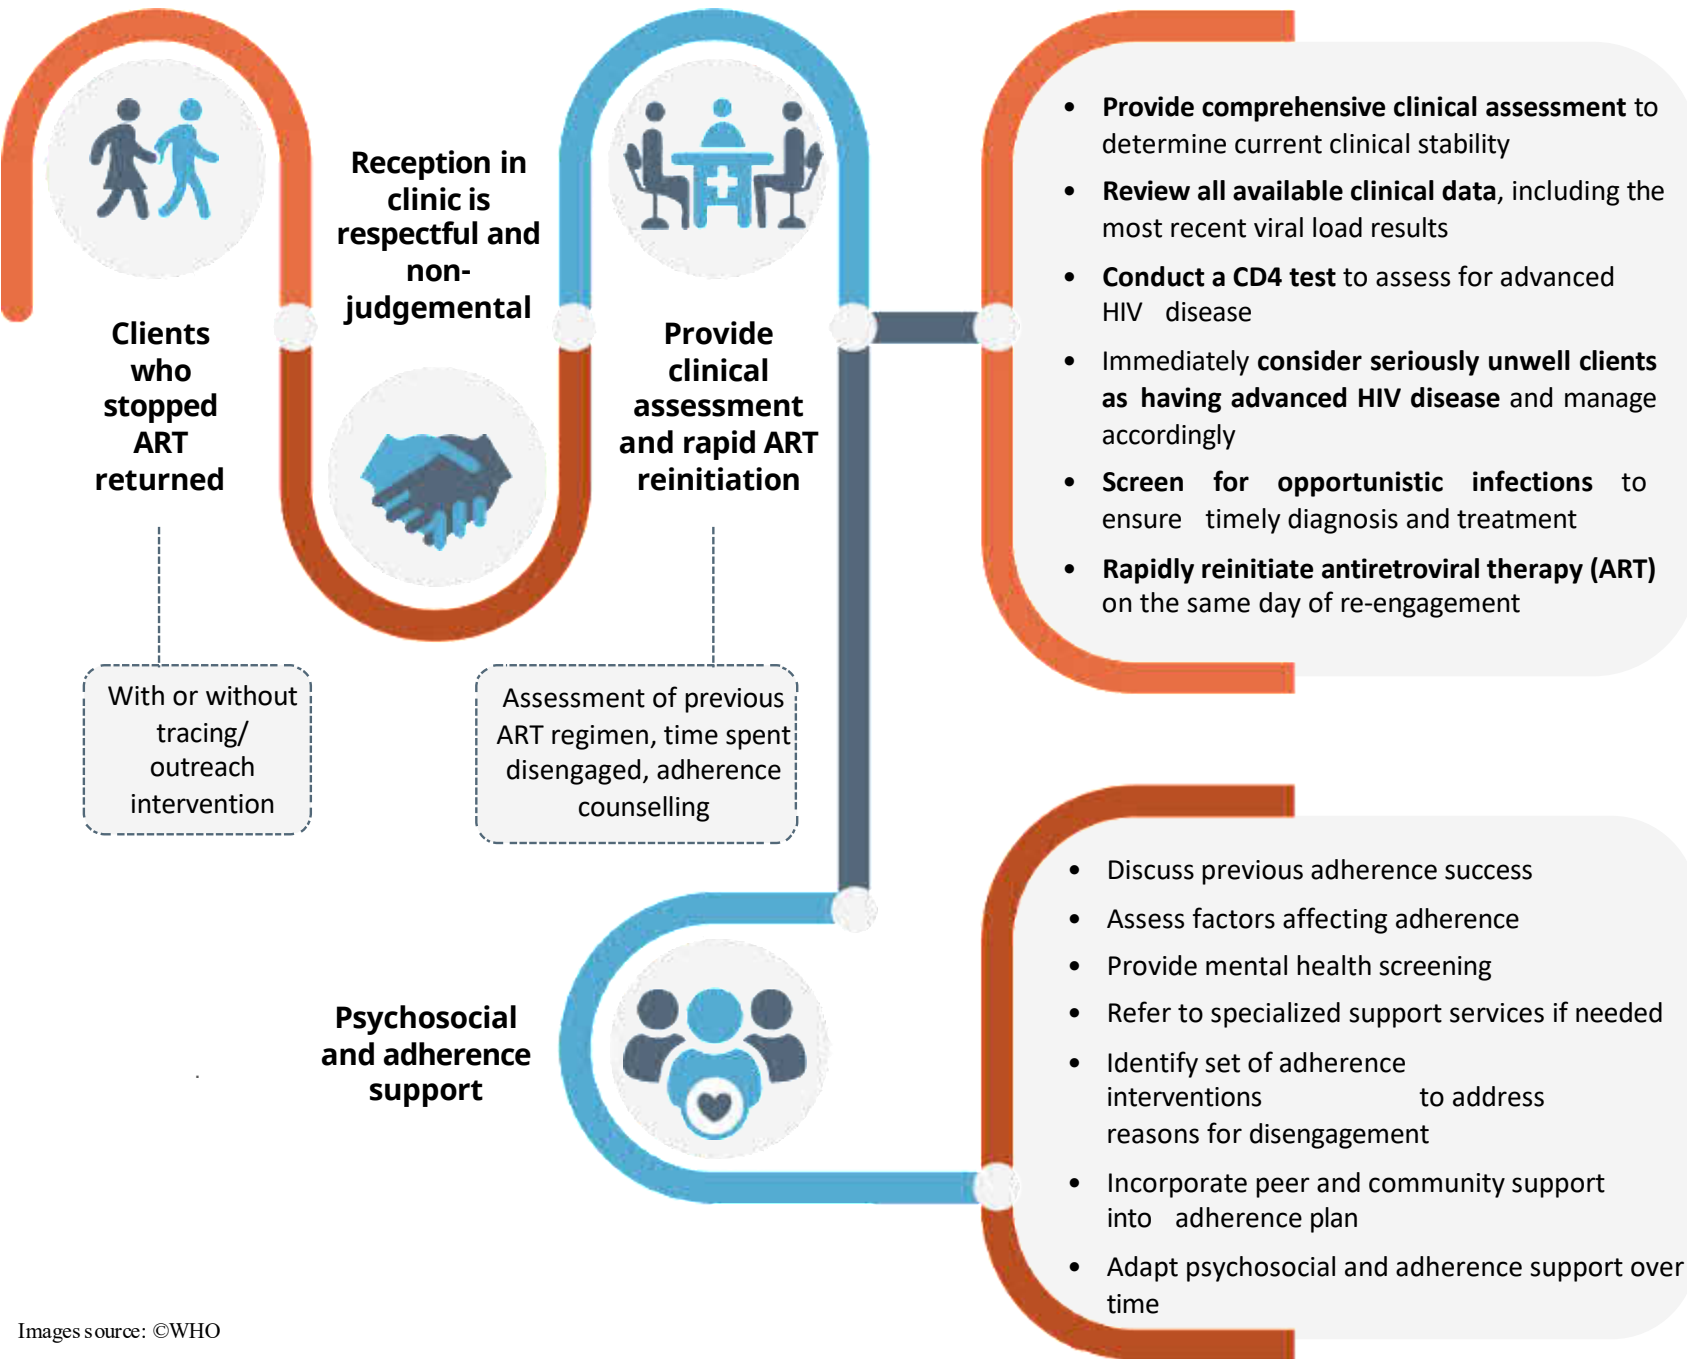 Clients
who
stopped
ART
returned
With or without
tracing/
outreach
intervention
Reception in
clinic is
respectful and
non-
judgemental
Provide
clinical
assessment
and rapid ART
reinitiation
Assessment of previous
ART regimen, time spent
disengaged, adherence
counselling
• Provide comprehensive clinical assessment to
determine current clinical stability
• Review all available clinical data, including the
most recent viral load results
• Conduct a CD4 test to assess for advanced
HIV disease
• Immediately consider seriously unwell clients
as having advanced HIV disease and manage
accordingly
• Screen for opportunistic infections to
ensure timely diagnosis and treatment
• Rapidly reinitiate antiretroviral therapy (ART)
on the same day of re-engagement
Psychosocial
and adherence
support
• Discuss previous adherence success
• Assess factors affecting adherence
• Provide mental health screening
• Refer to specialized support services if needed
• Identify set of adherence
interventions to address
reasons for disengagement
• Incorporate peer and community support
into adherence plan
• Adapt psychosocial and adherence support over
time
Images source: ©WHO